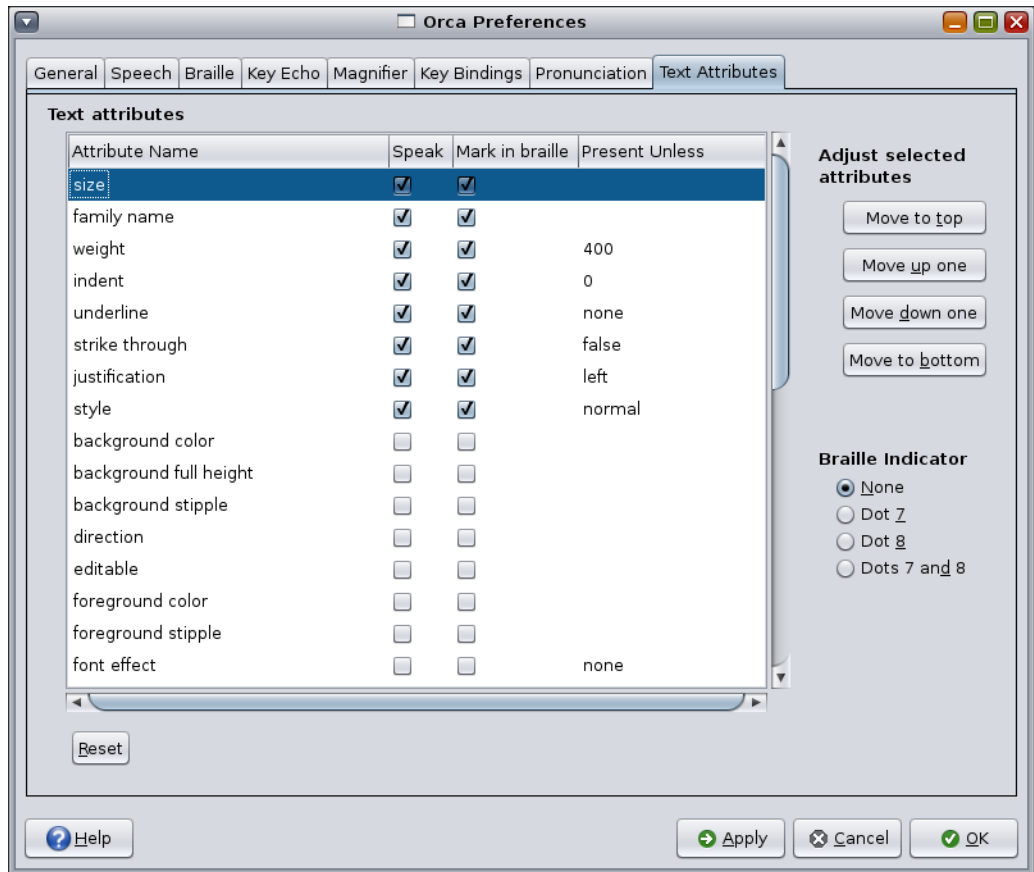 Orca Preferences
General Speech Braille Key Echo Magnifier Key Bindings Pronunciation Text Attributes
Text attributes
Attribute Name Speak Mark in braille Present Unless
size
family name
weight 400
indent 0
underline none
strike through false
justification left
style normal
background color
background full height
background stipple
direction
editable
foreground color
foreground stipple
font effect none
Reset
Adjust selected
attributes
Move to top
Move up one
Move down one
Move to bottom
Braille Indicator
None
Dot 7
Dot 8
Dots 7 and 8
Help Apply Cancel OK